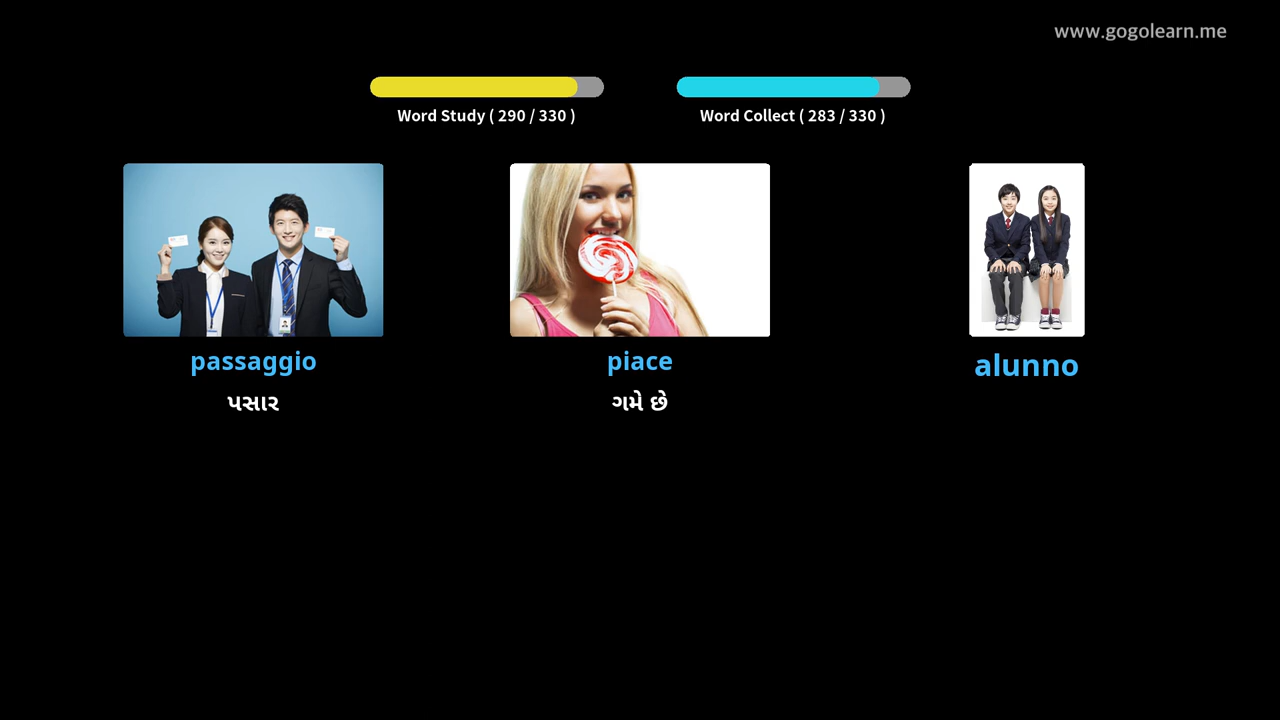 www.gogolearn.me
Word Study ( 290 / 330 )
Word Collect ( 283 / 330 )
passaggio
piace
alunno
પસાર
ગમે છે